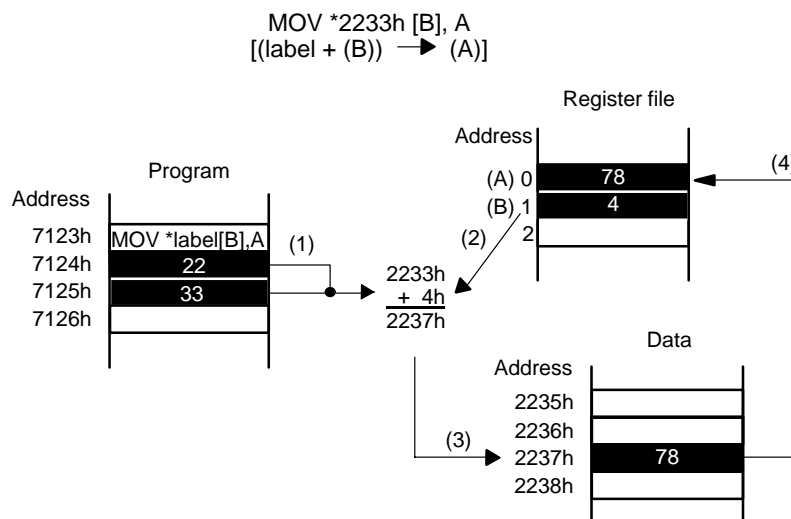 MOV *2233h [B], A
[(label + (B)) → (A)]
Register file
Address
(A) 0 78
(B) 1 4
2
(4)
Program
Address
7123h MOV *label[B],A
7124h 22
7125h 33
7126h
(1)
(2)
2233h
+ 4h
2237h
(3)
Data
Address
2235h
2236h
2237h 78
2238h